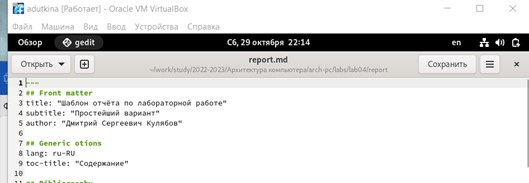 adutkina [Работает] - Oracle VM VirtualBox
Файл Машина Вид Ввод Устройства Справка
Обзор gedit Сб, 29 октября 22:14 en
Открыть report.md Сохранить
~/work/study/2022-2023/Архитектура компьютера/arch-pc/labs/lab04/report
1 ---
2 ## Front matter
3 title: "Шаблон отчёта по лабораторной работе"
4 subtitle: "Простейший вариант"
5 author: "Дмитрий Сергеевич Кулябов"
6
7 ## Generic otions
8 lang: ru-RU
9 toc-title: "Содержание"
10
11 ## Bibliography